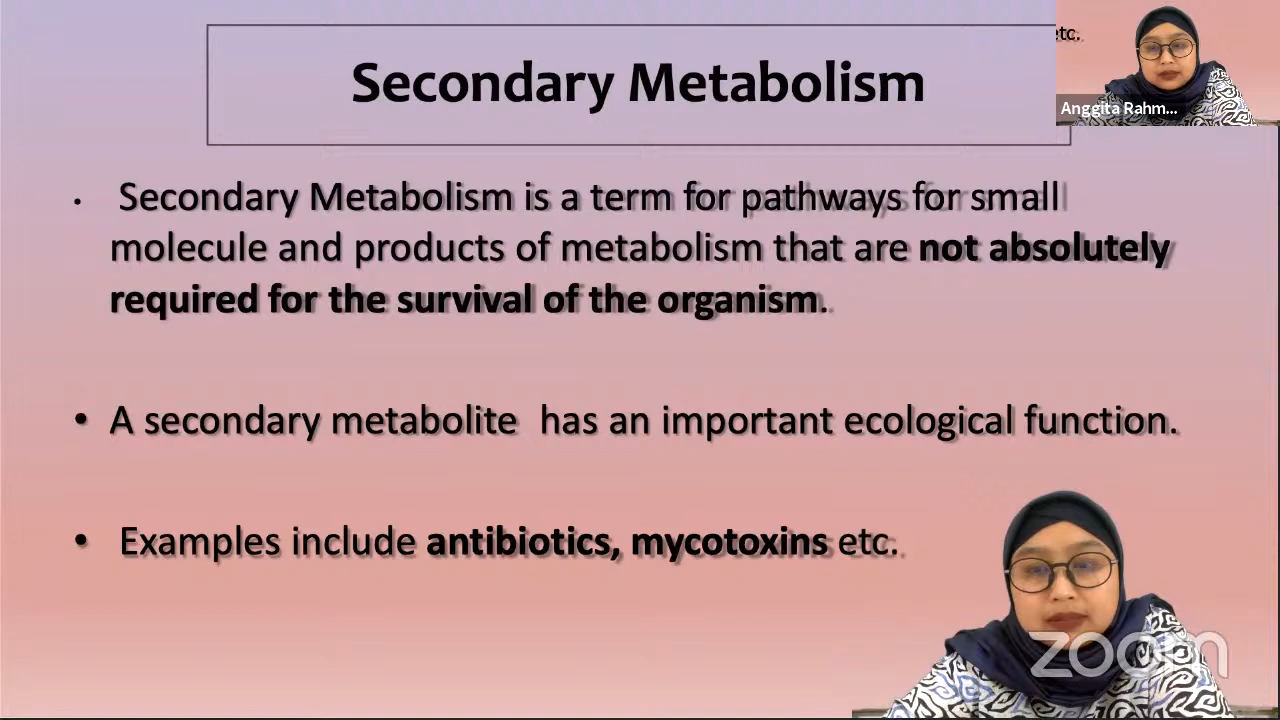 Secondary Metabolism
etc.
Anggita Rahm...
• Secondary Metabolism is a term for pathways for small
molecule and products of metabolism that are not absolutely
required for the survival of the organism.
• A secondary metabolite has an important ecological function.
• Examples include antibiotics, mycotoxins etc.
zoom